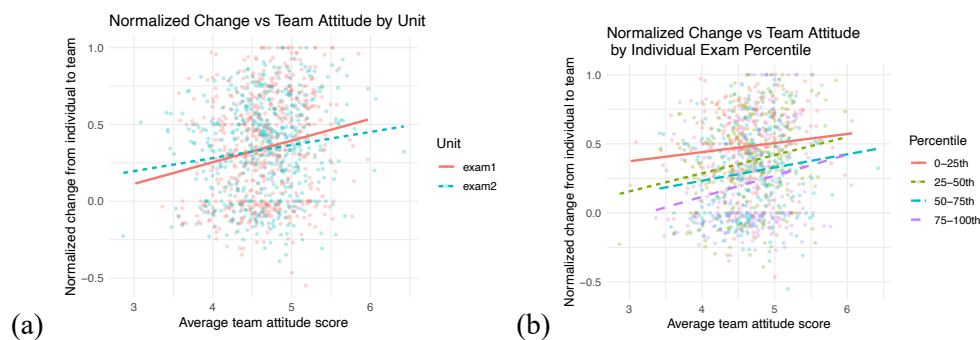 Normalized Change vs Team Attitude by Unit
Normalized change from individual to team
1.0
0.5
0.0
−0.5
3
4
5
6
Average team attitude score
Unit
exam1
exam2
(a)
Normalized Change vs Team Attitude
by Individual Exam Percentile
Normalized change from individual to team
1.0
0.5
0.0
−0.5
3
4
5
6
Average team attitude score
Percentile
0−25th
25−50th
50−75th
75−100th
(b)